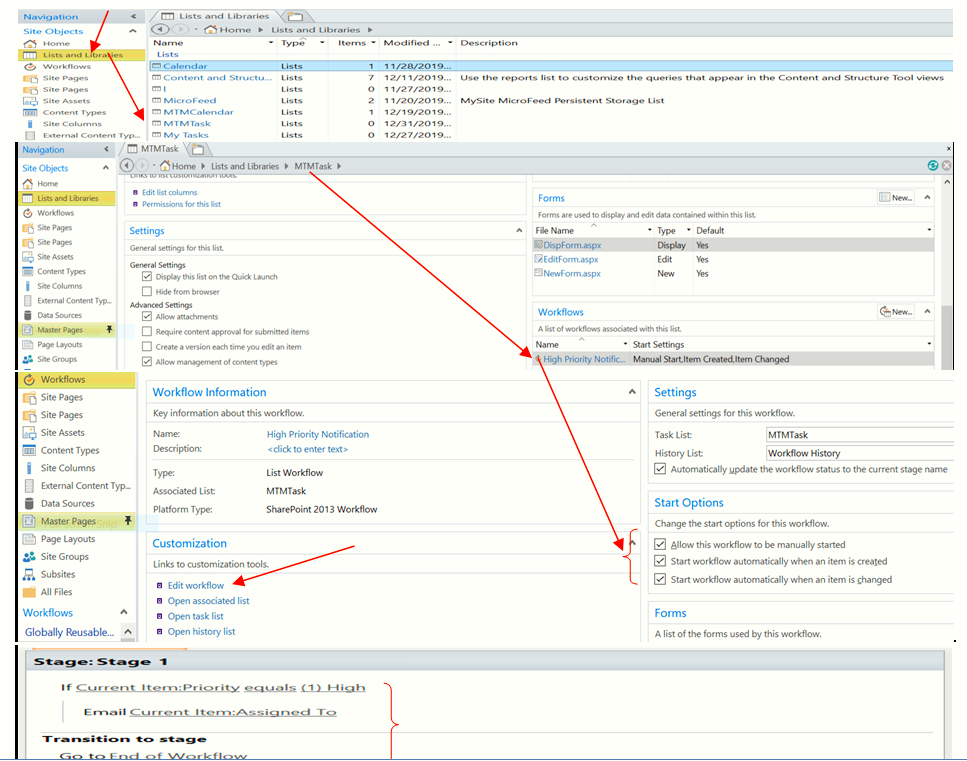 Navigation <
Site Objects
Home
Lists and Libraries
Workflows
Site Pages
Site Pages
Site Assets
Content Types
Site Columns
External Content Typ...
Lists and Libraries
Home Lists and Libraries
Name Type Items Modified ... Description
Lists
Calendar Lists 1 11/28/2019...
Content and Structu... Lists 7 12/11/2019... Use the reports list to customize the queries that appear in the Content and Structure Tool views
I Lists 0 11/27/2019...
MicroFeed Lists 2 11/20/2019... MySite MicroFeed Persistent Storage List
MTMCalendar Lists 1 12/19/2019...
MTMTask Lists 0 12/31/2019...
My Tasks Lists 0 12/27/2019...
Navigation <
Site Objects
Home
Lists and Libraries
Workflows
Site Pages
Site Pages
Site Assets
Content Types
Site Columns
External Content Typ...
Data Sources
Master Pages
Page Layouts
Site Groups
MTMTask
Home Lists and Libraries MTMTask
Links to list customization tools.
Edit list columns
Permissions for this list
Settings
General settings for this list.
General Settings
Display this list on the Quick Launch
Hide from browser
Advanced Settings
Allow attachments
Require content approval for submitted items
Create a version each time you edit an item
Allow management of content types
Forms New...
Forms are used to display and edit data contained within this list.
File Name Type Default
DispForm.aspx Display Yes
EditForm.aspx Edit Yes
NewForm.aspx New Yes
Workflows New...
A list of workflows associated with this list.
Name Start Settings
High Priority Notific... Manual Start,Item Created,Item Changed
Workflows
Site Pages
Site Pages
Site Assets
Content Types
Site Columns
External Content Typ...
Data Sources
Master Pages
Page Layouts
Site Groups
Subsites
All Files
Workflows
Globally Reusable...
Workflow Information
Key information about this workflow.
Name: High Priority Notification
Description: <click to enter text>
Type: List Workflow
Associated List: MTMTask
Platform Type: SharePoint 2013 Workflow
Customization
Links to customization tools.
Edit workflow
Open associated list
Open task list
Open history list
Settings
General settings for this workflow.
Task List: MTMTask
History List: Workflow History
Automatically update the workflow status to the current stage name
Start Options
Change the start options for this workflow.
Allow this workflow to be manually started
Start workflow automatically when an item is created
Start workflow automatically when an item is changed
Forms
A list of the forms used by this workflow.
Stage: Stage 1
If Current Item:Priority equals (1) High
Email Current Item:Assigned To
Transition to stage
Go to End of Workflow